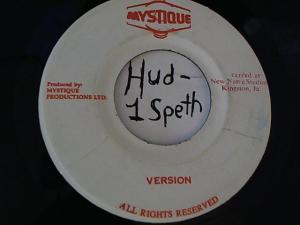 MYSTIQUE
Produced by:
MYSTIQUE
PRODUCTIONS LTD.
Hud-
1 Speth
Kingston, Ja.
VERSION
ALL RIGHTS RESERVED